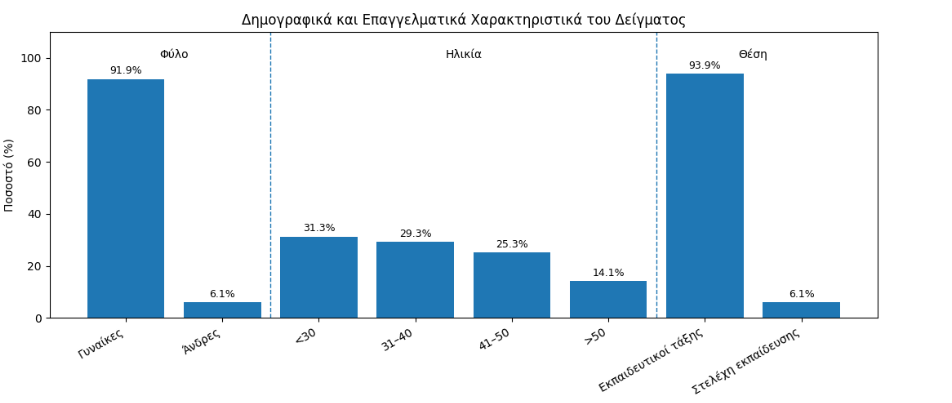 Δημογραφικά και Επαγγελματικά Χαρακτηριστικά του Δείγματος
Ποσοστό (%)
100
80
60
40
20
0
Φύλο
Ηλικία
Θέση
91.9%
6.1%
31.3%
29.3%
25.3%
14.1%
93.9%
6.1%
Γυναίκες
Άνδρες
<30
31–40
41–50
>50
Εκπαιδευτικοί τάξης
Στελέχη εκπαίδευσης